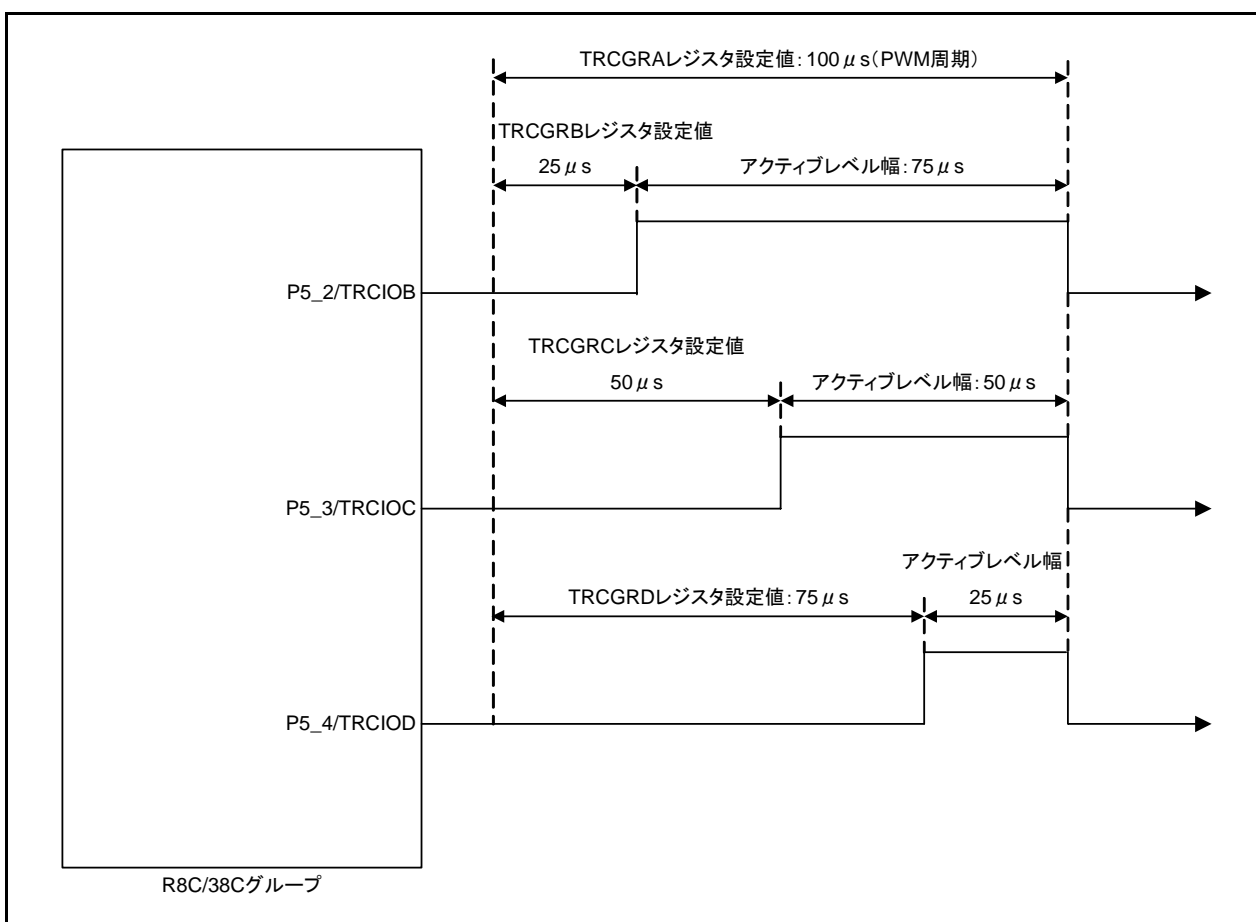 TRCGRAレジスタ設定値:100μs(PWM周期)
TRCGRBレジスタ設定値
25μs
アクティブレベル幅:75μs
P5_2/TRCIOB
TRCGRCレジスタ設定値
50μs
アクティブレベル幅:50μs
P5_3/TRCIOC
アクティブレベル幅
TRCGRDレジスタ設定値:75μs
25μs
P5_4/TRCIOD
R8C/38Cグループ